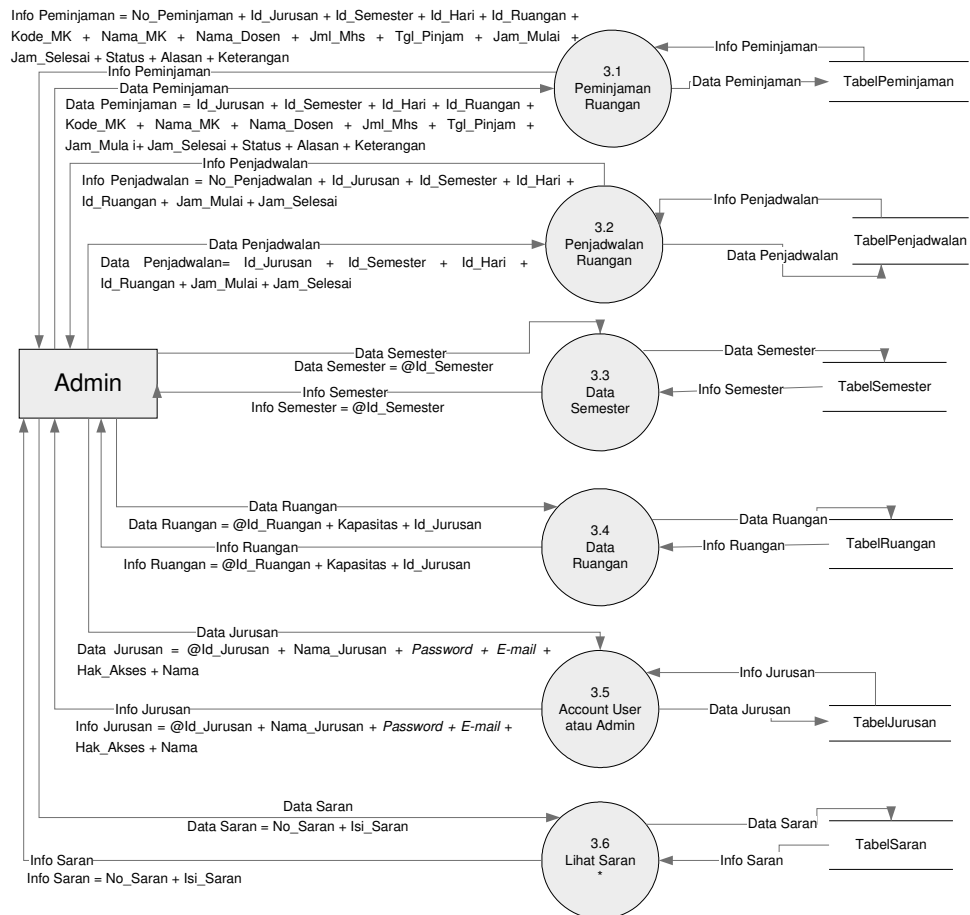 Info Peminjaman = No_Peminjaman + Id_Jurusan + Id_Semester + Id_Hari + Id_Ruangan +
Kode_MK + Nama_MK + Nama_Dosen + Jml_Mhs + Tgl_Pinjam + Jam_Mulai +
Jam_Selesai + Status + Alasan + Keterangan
Info Peminjaman
Data Peminjaman
Data Peminjaman = Id_Jurusan + Id_Semester + Id_Hari + Id_Ruangan +
Kode_MK + Nama_MK + Nama_Dosen + Jml_Mhs + Tgl_Pinjam +
Jam_Mula i+ Jam_Selesai + Status + Alasan + Keterangan
3.1
Peminjaman
Ruangan
Info Peminjaman
Data Peminjaman
TabelPeminjaman
Info Penjadwalan
Info Penjadwalan = No_Penjadwalan + Id_Jurusan + Id_Semester + Id_Hari +
Id_Ruangan + Jam_Mulai + Jam_Selesai
Data Penjadwalan
Data Penjadwalan= Id_Jurusan + Id_Semester + Id_Hari +
Id_Ruangan + Jam_Mulai + Jam_Selesai
3.2
Penjadwalan
Ruangan
Info Penjadwalan
Data Penjadwalan
TabelPenjadwalan
Admin
Data Semester
Data Semester = @Id_Semester
Info Semester
Info Semester = @Id_Semester
3.3
Data
Semester
Data Semester
Info Semester
TabelSemester
Data Ruangan
Data Ruangan = @Id_Ruangan + Kapasitas + Id_Jurusan
Info Ruangan
Info Ruangan = @Id_Ruangan + Kapasitas + Id_Jurusan
3.4
Data
Ruangan
Data Ruangan
Info Ruangan
TabelRuangan
Data Jurusan
Data Jurusan = @Id_Jurusan + Nama_Jurusan + Password + E-mail +
Hak_Akses + Nama
Info Jurusan
Info Jurusan = @Id_Jurusan + Nama_Jurusan + Password + E-mail +
Hak_Akses + Nama
3.5
Account User
atau Admin
Info Jurusan
Data Jurusan
TabelJurusan
Data Saran
Data Saran = No_Saran + Isi_Saran
Info Saran
Info Saran = No_Saran + Isi_Saran
3.6
Lihat Saran
*
Data Saran
Info Saran
TabelSaran